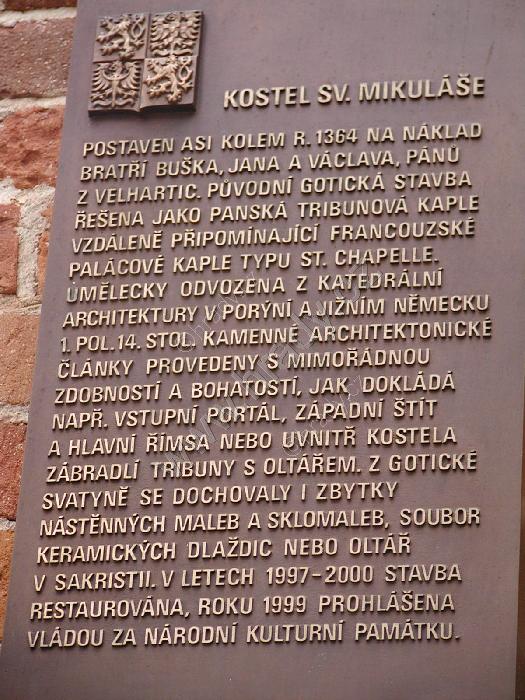 KOSTEL SV. MIKULÁŠE
POSTAVEN ASI KOLEM R. 1364 NA NÁKLAD
BRATŘÍ BUŠKA, JANA A VÁCLAVA, PÁNŮ
Z VELHARTIC. PŮVODNÍ GOTICKÁ STAVBA
ŘEŠENA JAKO PANSKÁ TRIBUNOVÁ KAPLE
VZDÁLENĚ PŘIPOMÍNAJÍCÍ FRANCOUZSKÉ
PALÁCOVÉ KAPLE TYPU ST. CHAPELLE.
UMĚLECKY ODVOZENA Z KATEDRÁLNÍ
ARCHITEKTURY V PORÝNÍ A JIŽNÍM NĚMECKU
1. POL. 14. STOL. KAMENNÉ ARCHITEKTONICKÉ
ČLÁNKY PROVEDENY S MIMOŘÁDNOU
ZDOBNOSTÍ A BOHATOSTÍ, JAK DOKLÁDÁ
NAPŘ. VSTUPNÍ PORTÁL, ZÁPADNÍ ŠTÍT
A HLAVNÍ ŘÍMSA NEBO UVNITŘ KOSTELA
ZÁBRADLÍ TRIBUNY S OLTÁŘEM. Z GOTICKÉ
SVATYNĚ SE DOCHOVALY I ZBYTKY
NÁSTĚNNÝCH MALEB A SKLOMALEB, SOUBOR
KERAMICKÝCH DLAŽDIC NEBO OLTÁŘ
V SAKRISTII. V LETECH 1997-2000 STAVBA
RESTAUROVÁNA, ROKU 1999 PROHLÁŠENA
VLÁDOU ZA NÁRODNÍ KULTURNÍ PAMÁTKU.